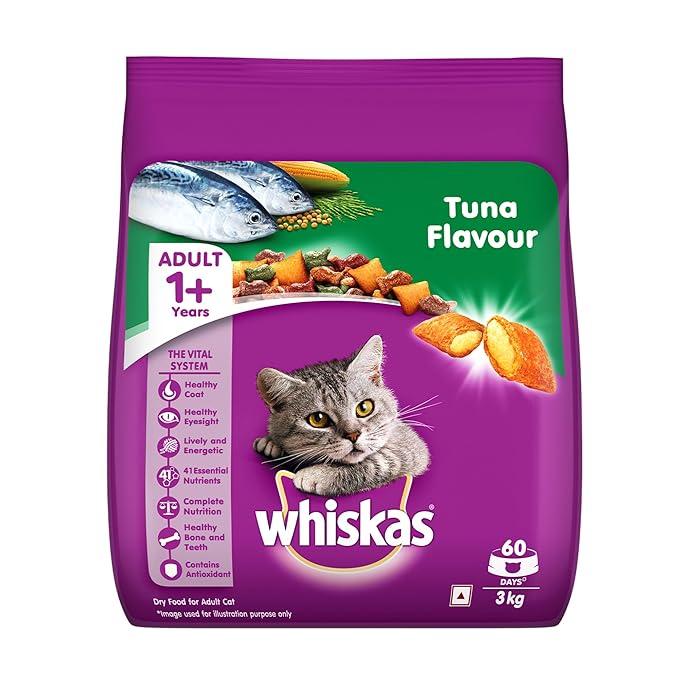 Tuna
Flavour
ADULT
1+
Years
THE VITAL
SYSTEM
Healthy
Coat
Healthy
Eyesight
Lively and
Energetic
41
41 Essential
Nutrients
Complete
Nutrition
Healthy
Bone and
Teeth
Contains
Antioxidant
whiskas®
60
DAYS
3kg
Dry Food for Adult Cat
*Image used for illustration purpose only